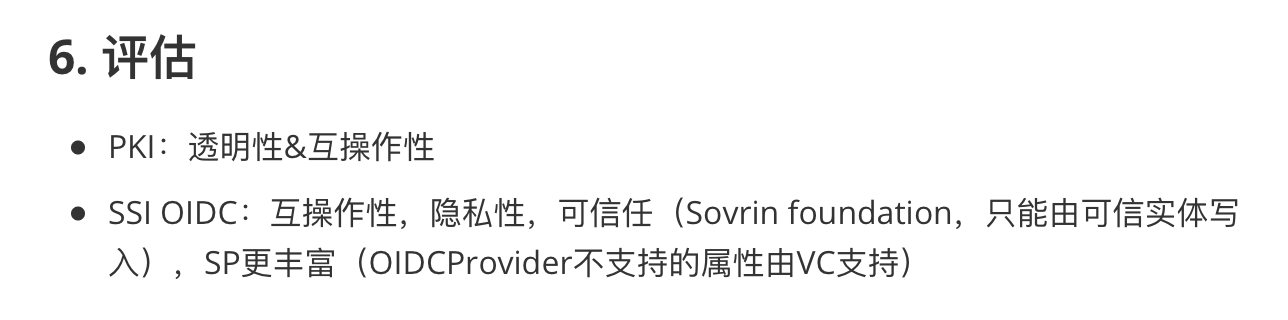 6. 评估
• PKI：透明性&互操作性
• SSI OIDC：互操作性，隐私性，可信任（Sovrin foundation，只能由可信实体写
入），SP更丰富（OIDCProvider不支持的属性由VC支持）